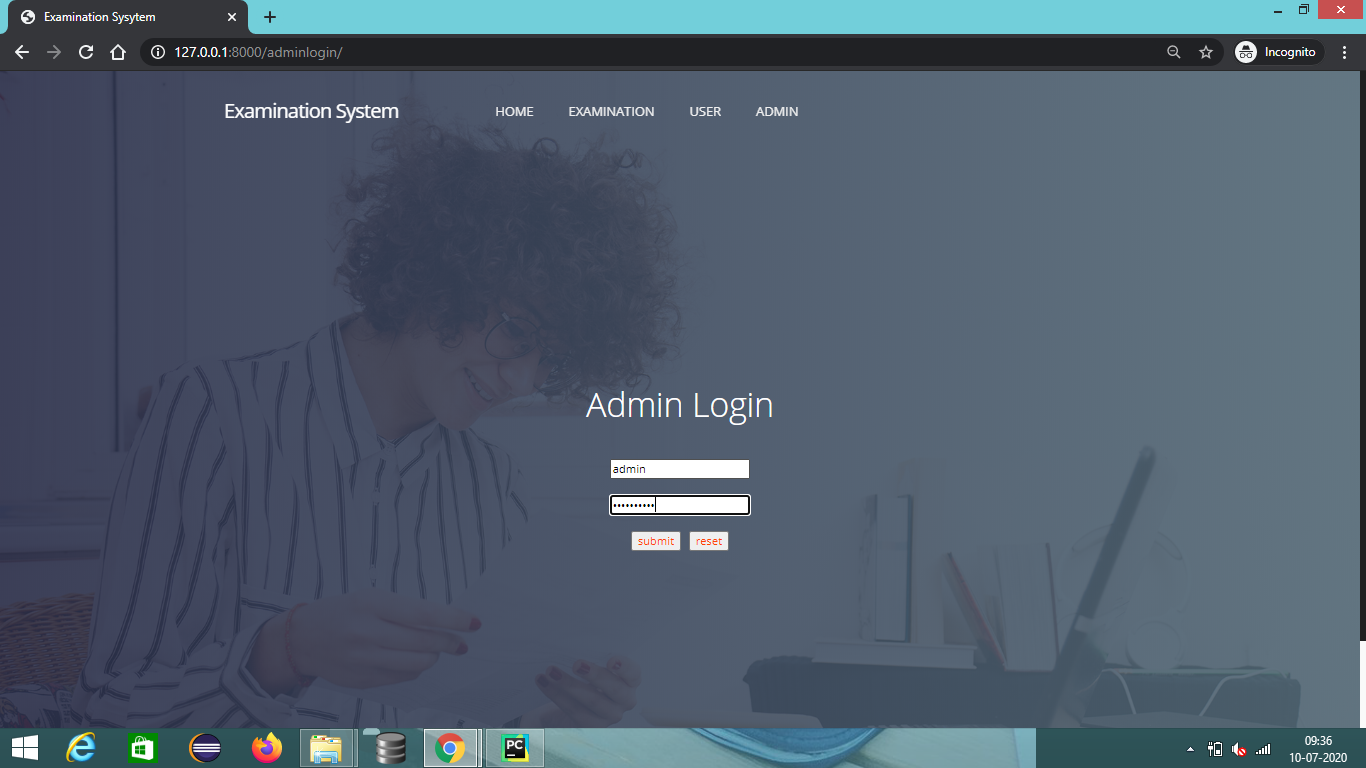 Examination Sysytem
127.0.0.1:8000/adminlogin/
Incognito
Examination System
HOME
EXAMINATION
USER
ADMIN
Admin Login
admin
••••••••••
submit
reset
PC
09:36
10-07-2020